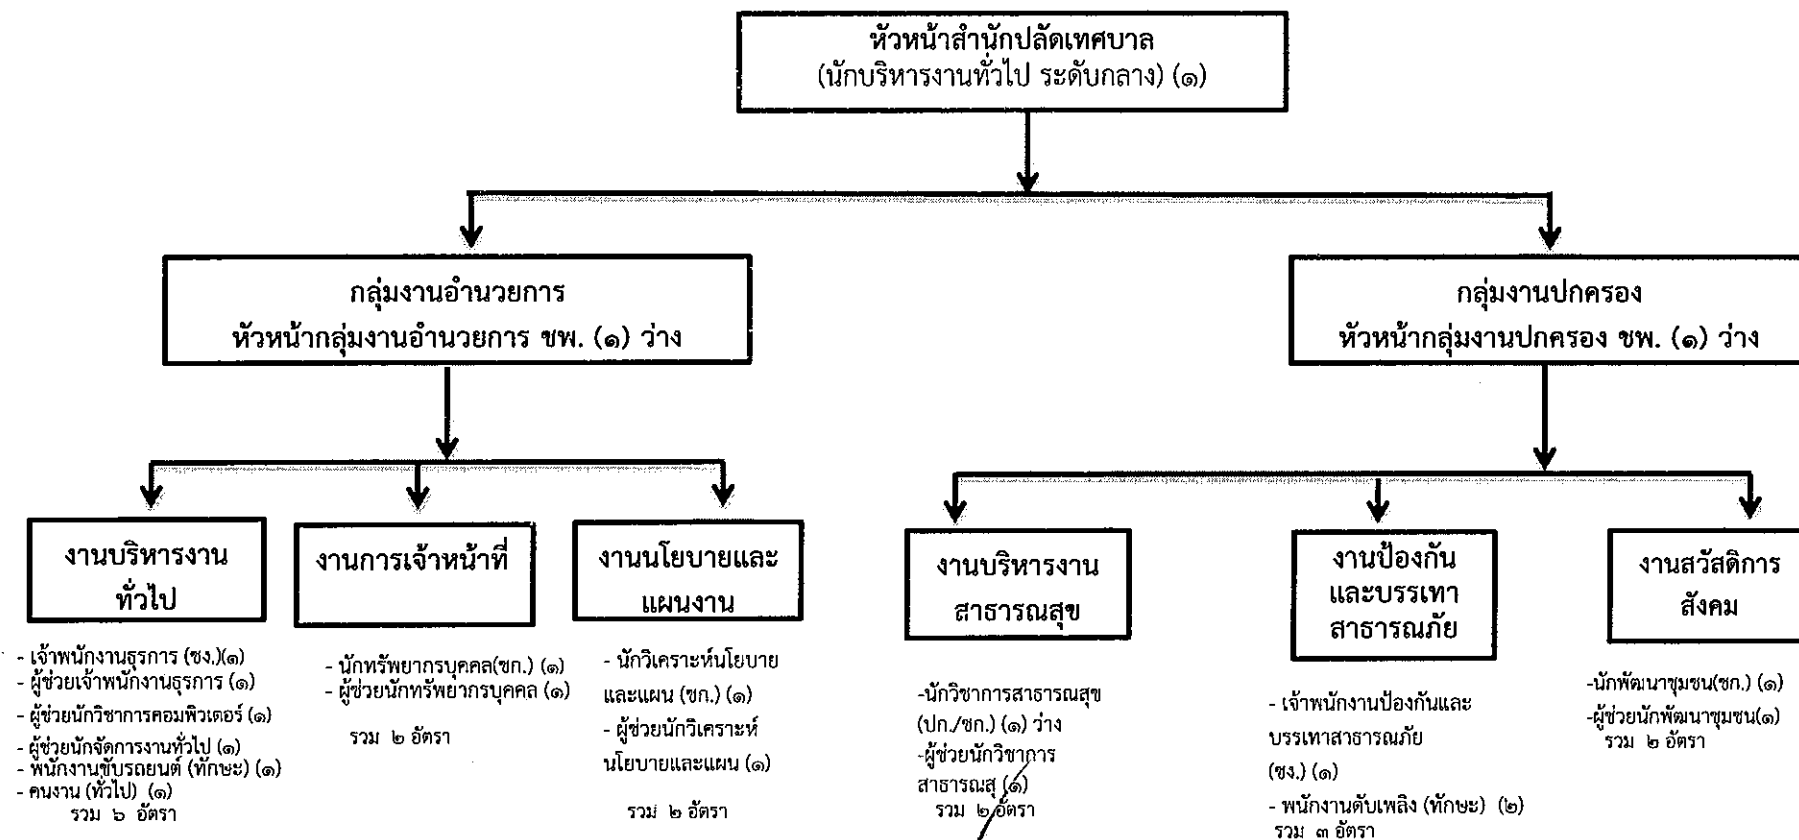 หัวหน้าสำนักปลัดเทศบาล
(นักบริหารงานทั่วไป ระดับกลาง) (๑)
กลุ่มงานอำนวยการ
หัวหน้ากลุ่มงานอำนวยการ ชพ. (๑) ว่าง
กลุ่มงานปกครอง
หัวหน้ากลุ่มงานปกครอง ชพ. (๑) ว่าง
งานบริหารงาน
ทั่วไป
- เจ้าพนักงานธุรการ (ชง.)(๑)
- ผู้ช่วยเจ้าพนักงานธุรการ (๑)
- ผู้ช่วยนักวิชาการคอมพิวเตอร์ (๑)
- ผู้ช่วยนักจัดการงานทั่วไป (๑)
- พนักงานขับรถยนต์ (ทักษะ) (๑)
- คนงาน (ทั่วไป) (๑)
รวม ๖ อัตรา
งานการเจ้าหน้าที่
- นักทรัพยากรบุคคล(ชก.) (๑)
- ผู้ช่วยนักทรัพยากรบุคคล (๑)
รวม ๒ อัตรา
งานนโยบายและ
แผนงาน
- นักวิเคราะห์นโยบาย
และแผน (ชก.) (๑)
- ผู้ช่วยนักวิเคราะห์
นโยบายและแผน (๑)
รวม ๒ อัตรา
งานบริหารงาน
สาธารณสุข
-นักวิชาการสาธารณสุข
(ปก./ชก.) (๑) ว่าง
-ผู้ช่วยนักวิชาการ
สาธารณสุ (๑)
รวม ๒ อัตรา
งานป้องกัน
และบรรเทา
สาธารณภัย
- เจ้าพนักงานป้องกันและ
บรรเทาสาธารณภัย
(ชง.) (๑)
- พนักงานดับเพลิง (ทักษะ) (๒)
รวม ๓ อัตรา
งานสวัสดิการ
สังคม
-นักพัฒนาชุมชน(ชก.) (๑)
-ผู้ช่วยนักพัฒนาชุมชน(๑)
รวม ๒ อัตรา